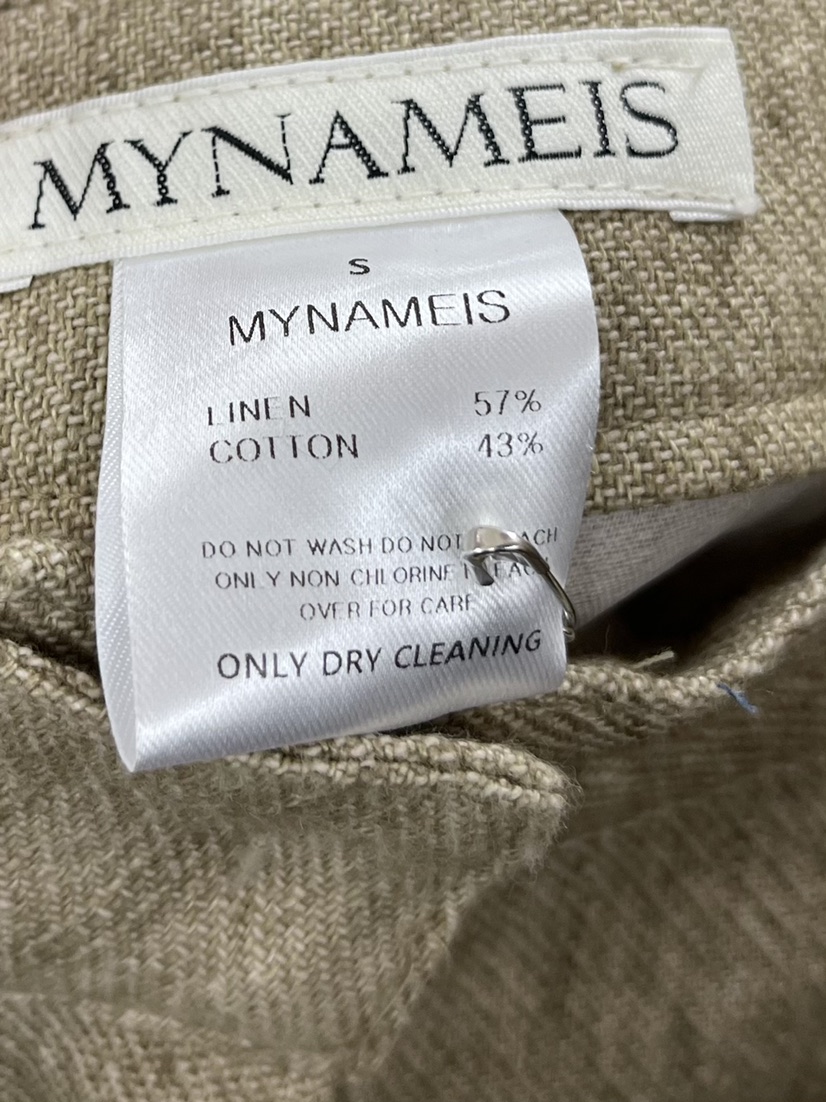 MYNAMEIS
S
MYNAMEIS
LINEN 57%
COTTON 43%
DO NOT WASH DO NOT
ONLY NON CHLORINE
OVER FOR CARE
ONLY DRY CLEANING